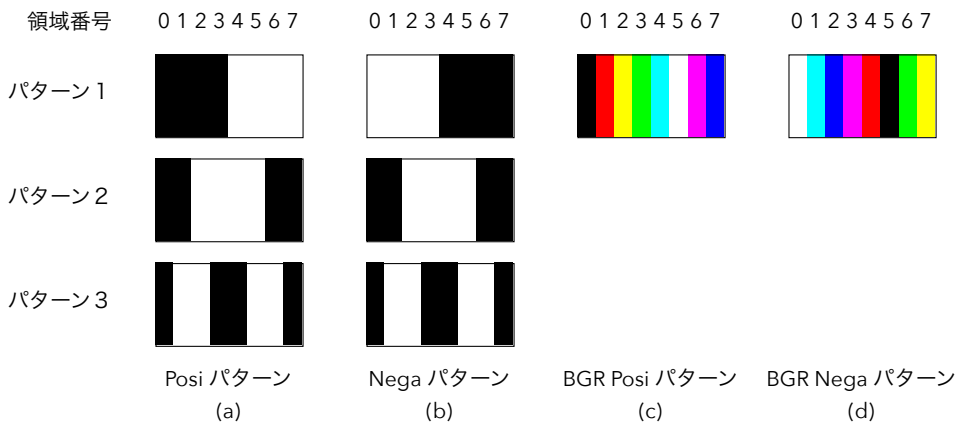 領域番号 0 1 2 3 4 5 6 7 0 1 2 3 4 5 6 7 0 1 2 3 4 5 6 7 0 1 2 3 4 5 6 7
パターン 1
パターン 2
パターン 3
Posi パターン Nega パターン BGR Posi パターン BGR Nega パターン
(a) (b) (c) (d)